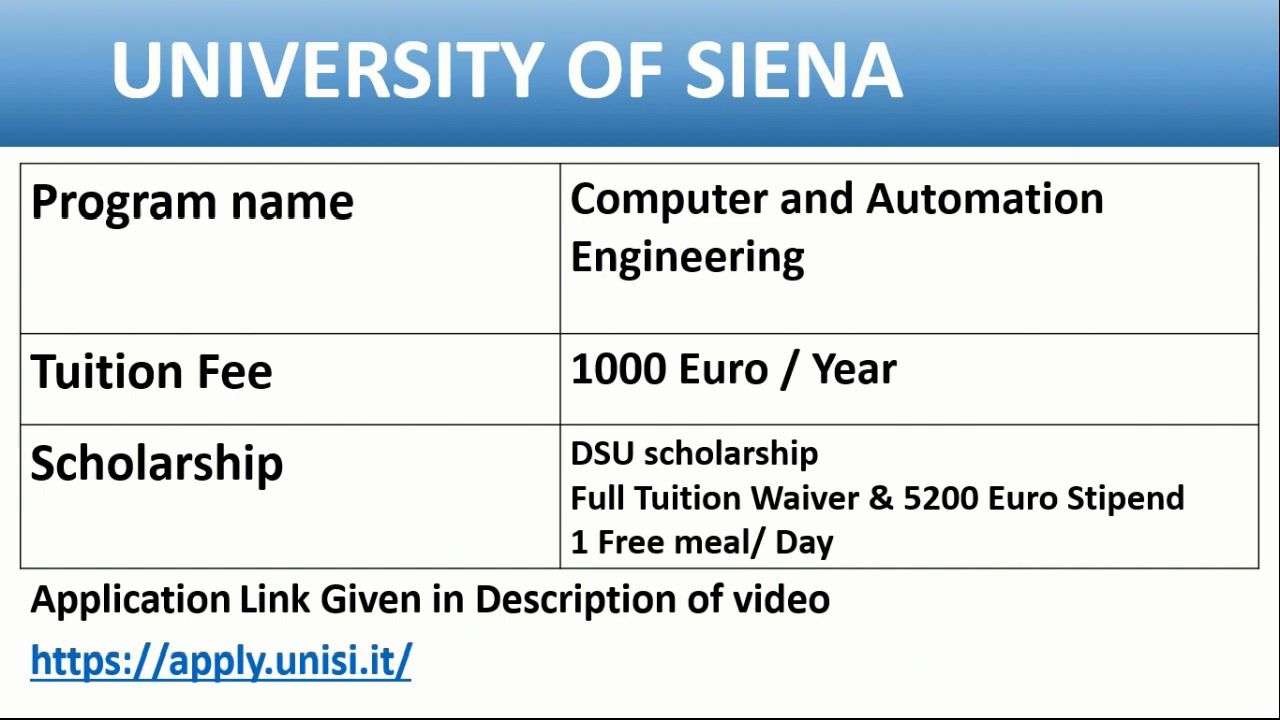 UNIVERSITY OF SIENA
Program name
Computer and Automation
Engineering
Tuition Fee
1000 Euro / Year
Scholarship
DSU scholarship
Full Tuition Waiver & 5200 Euro Stipend
1 Free meal/ Day
Application Link Given in Description of video
https://apply.unisi.it/